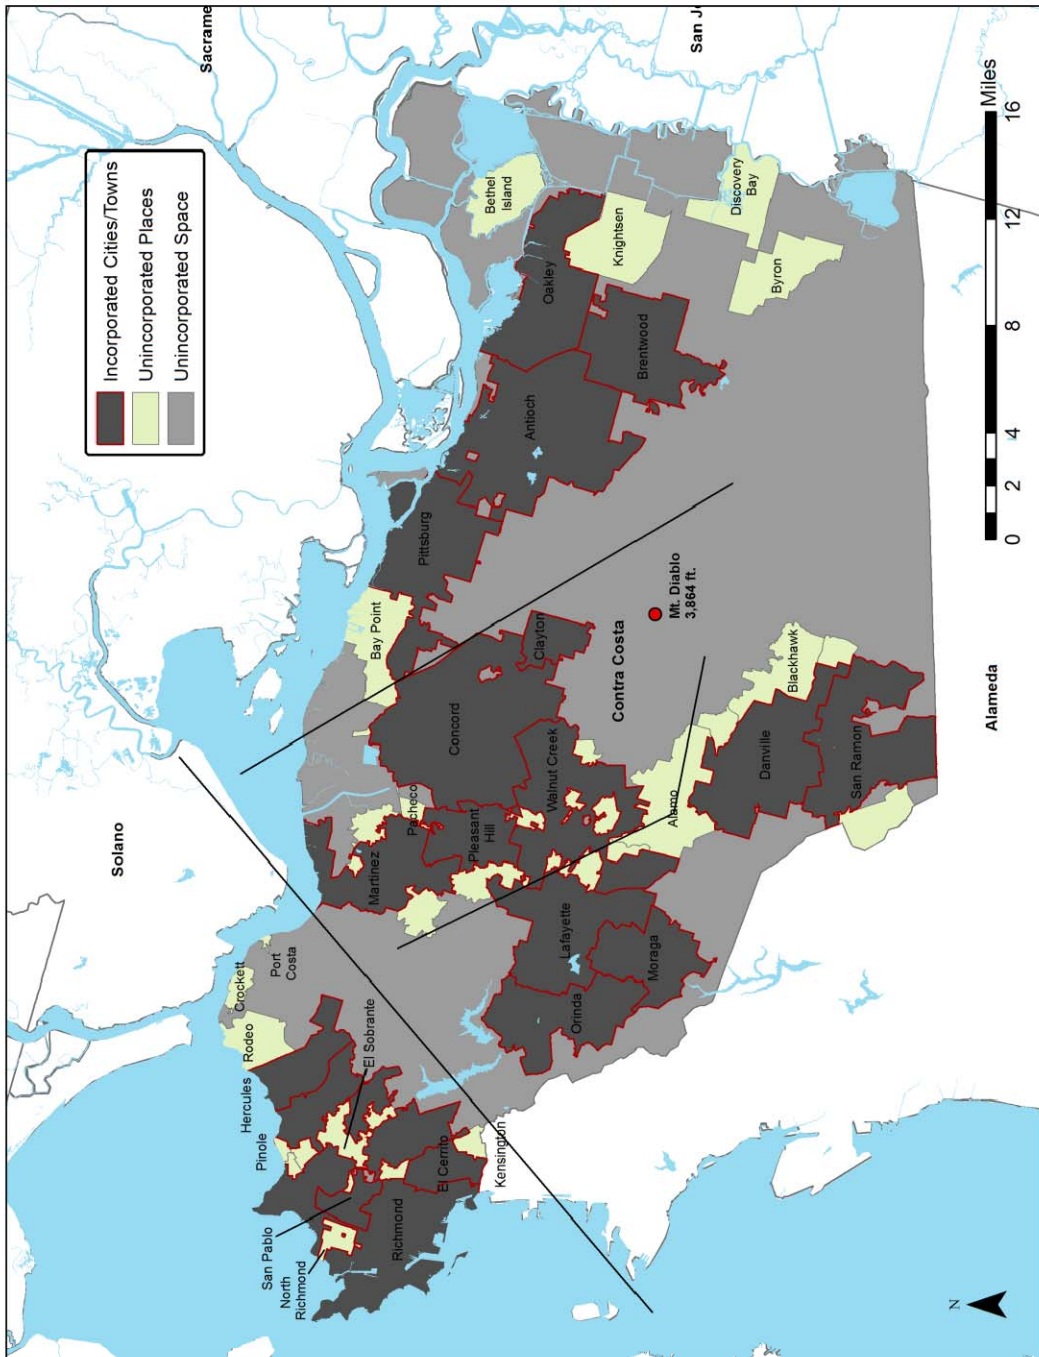 Sacrame
San Jo
Solano
Alameda
Contra Costa
Incorporated Cities/Towns
Unincorporated Places
Unincorporated Space
Crockett
Port
Costa
Rodeo
Hercules
Pinole
El Sobrante
San Pablo
North
Richmond
Richmond
El Cerrito
Kensington
Martinez
Pacheco
Pleasant
Hill
Concord
Clayton
Walnut Creek
Lafayette
Orinda
Moraga
Alamo
Danville
Blackhawk
San Ramon
Bay Point
Pittsburg
Antioch
Oakley
Brentwood
Bethel
Island
Knightsen
Discovery
Bay
Byron
Mt. Diablo
3,864 ft.
N
0 2 4 8 12 16
Miles